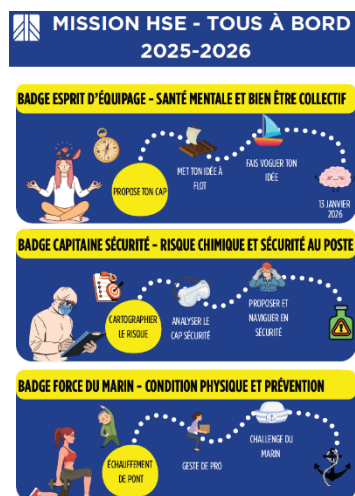 MISSION HSE - TOUS À BORD
2025-2026
BADGE ESPRIT D'ÉQUIPAGE - SANTÉ MENTALE ET BIEN ÊTRE COLLECTIF
PROPOSE TON CAP
MET TON IDÉE À
FLOT
FAIS VOGUER TON
IDÉE
13 JANVIER
2026
BADGE CAPITAINE SÉCURITÉ - RISQUE CHIMIQUE ET SÉCURITÉ AU POSTE
CARTOGRAPHIER
LE RISQUE
ANALYSER LE
CAP SÉCURITÉ
PROPOSER ET
NAVIGUER EN
SÉCURITÉ
BADGE FORCE DU MARIN - CONDITION PHYSIQUE ET PRÉVENTION
ÉCHAUFFEMENT
DE PONT
GESTE DE PRO
CHALLENGE DU
MARIN